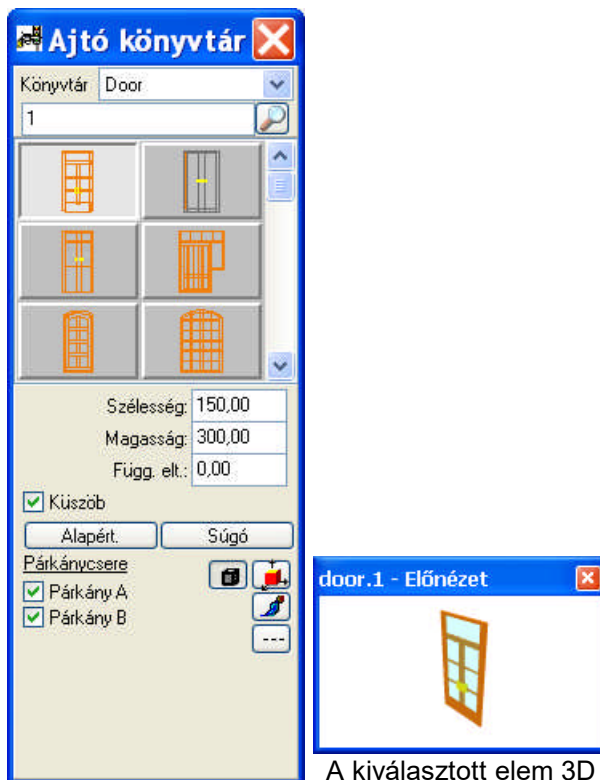 Ajtó könyvtár
Könyvtár Door
1
Szélesség: 150,00
Magasság: 300,00
Függ. elt.: 0,00
Küszöb
Alapért. Súgó
Párkánycsere
Párkány A
Párkány B
---
door.1 - Előnézet
A kiválasztott elem 3D